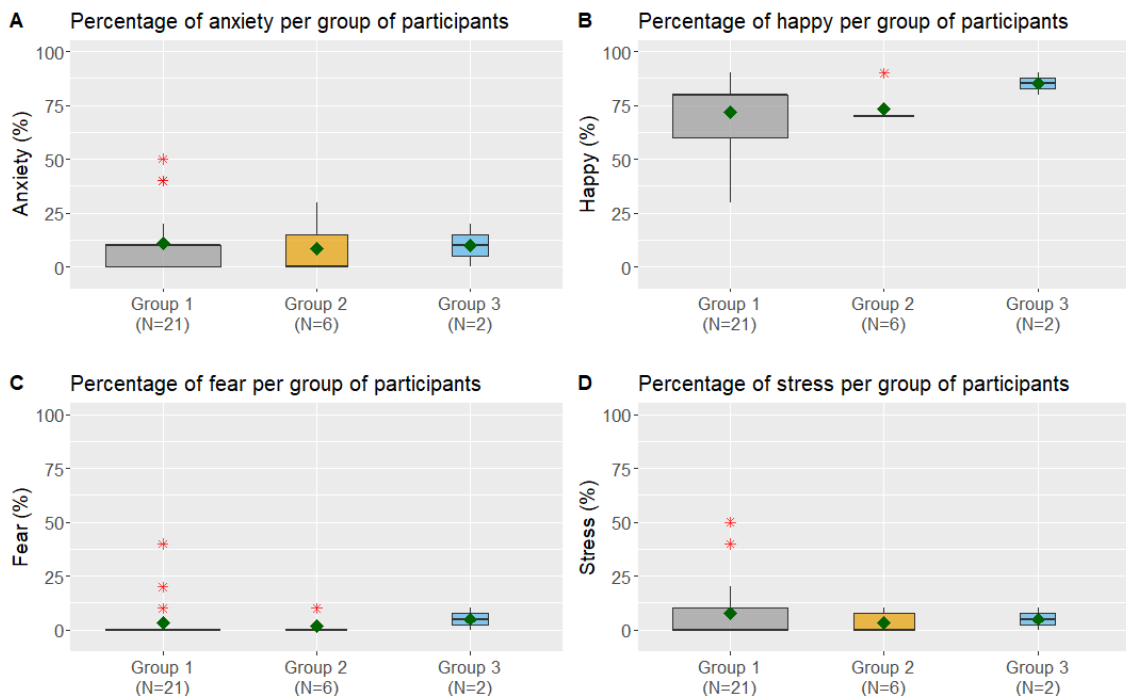 A Percentage of anxiety per group of participants
100
75
50
25
0
Anxiety (%)
Group 1 Group 2 Group 3
(N=21) (N=6) (N=2)
B Percentage of happy per group of participants
100
75
50
25
0
Happy (%)
Group 1 Group 2 Group 3
(N=21) (N=6) (N=2)
C Percentage of fear per group of participants
100
75
50
25
0
Fear (%)
Group 1 Group 2 Group 3
(N=21) (N=6) (N=2)
D Percentage of stress per group of participants
100
75
50
25
0
Stress (%)
Group 1 Group 2 Group 3
(N=21) (N=6) (N=2)